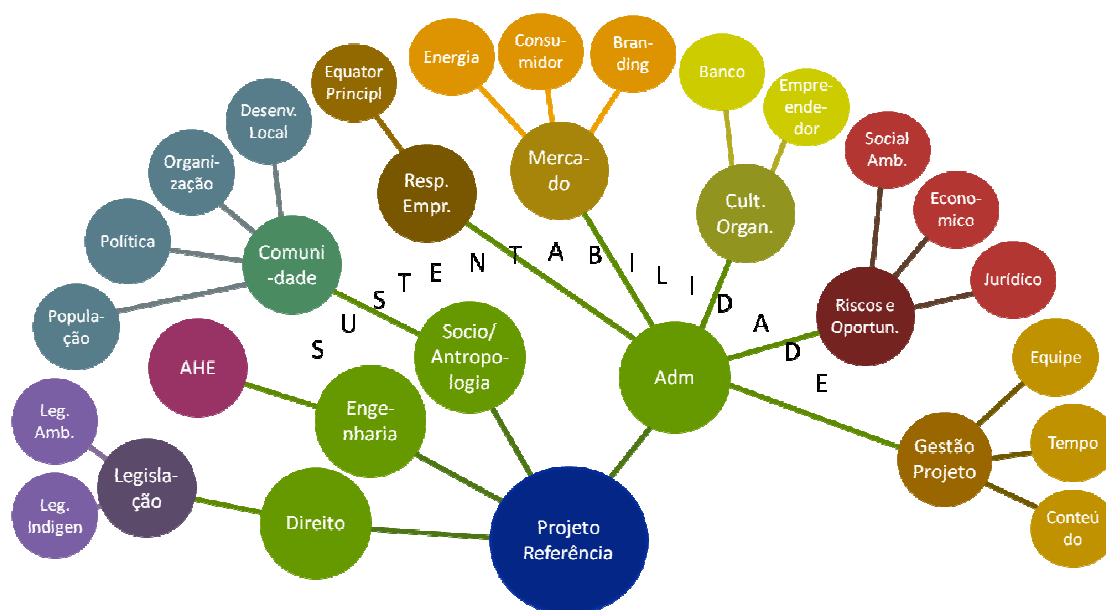 Energia
Consu-
midor
Bran-
ding
Banco
Empre-
endedor
Equator
Principl
Desenv.
Local
Social
Amb.
Organi-
zação
Resp.
Empr.
Merca-
do
Cult.
Organ.
Econo-
mico
Política
Comuni
-dade
Jurídico
Popula-
ção
Riscos e
Oportun.
SUSTENTABILIDADE
AHE
Socio/
Antropo-
logia
Adm
Equipe
Leg.
Amb.
Enge-
nharia
Gestão
Projeto
Tempo
Legisla-
ção
Leg.
Indigen
Direito
Projeto
Referência
Conteú
do